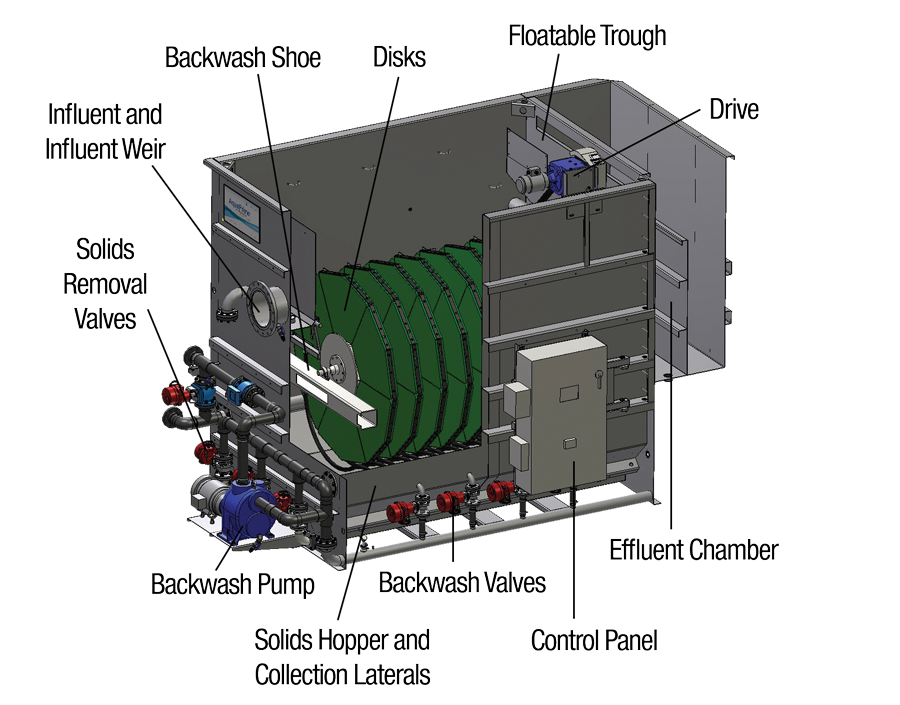 Floatable Trough
Backwash Shoe
Disks
Drive
Influent and
Influent Weir
AquaPrime
Solids
Removal
Valves
Effluent Chamber
Backwash Pump
Backwash Valves
Solids Hopper and
Collection Laterals
Control Panel